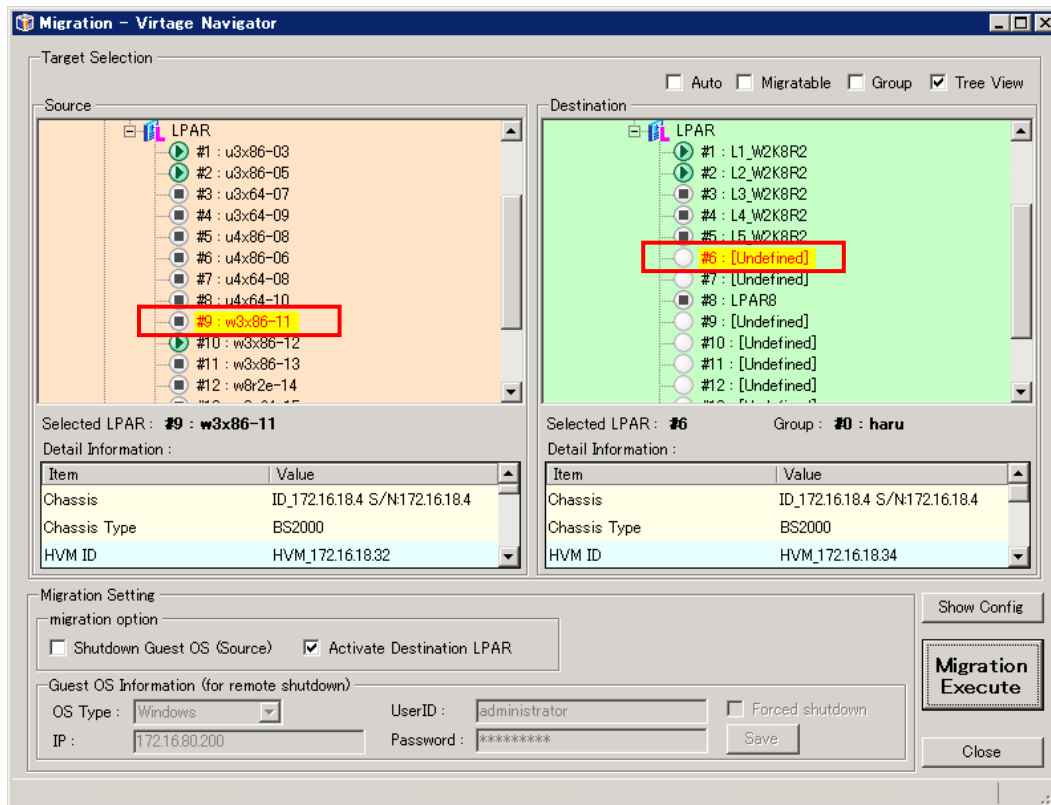 Migration - Virtage Navigator
Target Selection
Auto Migratable Group Tree View
Source
LPAR
#1 : u3x86-03
#2 : u3x86-05
#3 : u3x64-07
#4 : u4x64-09
#5 : u4x86-08
#6 : u4x86-06
#7 : u4x64-08
#8 : u4x64-10
#9 : w3x86-11
#10 : w3x86-12
#11 : w3x86-13
#12 : w8r2e-14
Selected LPAR : #9 : w3x86-11
Detail Information :
Item Value
Chassis ID_172.16.18.4 S/N:172.16.18.4
Chassis Type BS2000
HVM ID HVM_172.16.18.32
Destination
LPAR
#1 : L1_W2K8R2
#2 : L2_W2K8R2
#3 : L3_W2K8R2
#4 : L4_W2K8R2
#5 : L5_W2K8R2
#6 : [Undefined]
#7 : [Undefined]
#8 : LPAR8
#9 : [Undefined]
#10 : [Undefined]
#11 : [Undefined]
#12 : [Undefined]
Selected LPAR : #6 Group : #0 : haru
Detail Information :
Item Value
Chassis ID_172.16.18.4 S/N:172.16.18.4
Chassis Type BS2000
HVM ID HVM_172.16.18.34
Migration Setting
migration option
Shutdown Guest OS (Source) Activate Destination LPAR
Guest OS Information (for remote shutdown)
OS Type : Windows UserID : administrator Forced shutdown
IP : 172.16.80.200 Password : ********* Save
Show Config
Migration
Execute
Close